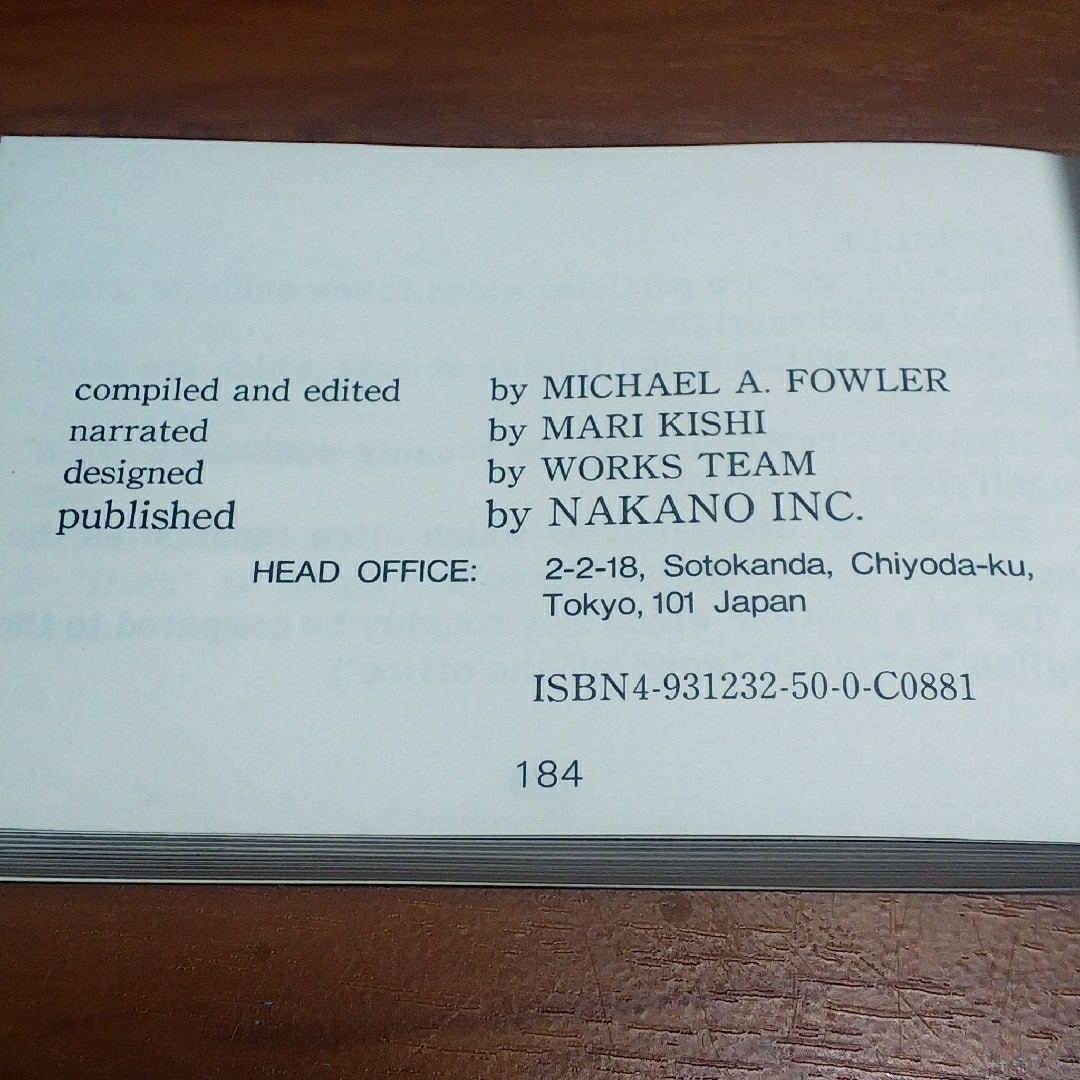 compiled and edited by MICHAEL A. FOWLER
narrated by MARI KISHI
designed by WORKS TEAM
published by NAKANO INC.
HEAD OFFICE: 2-2-18, Sotokanda, Chiyoda-ku,
Tokyo, 101 Japan
ISBN4-931232-50-0-C0881
184